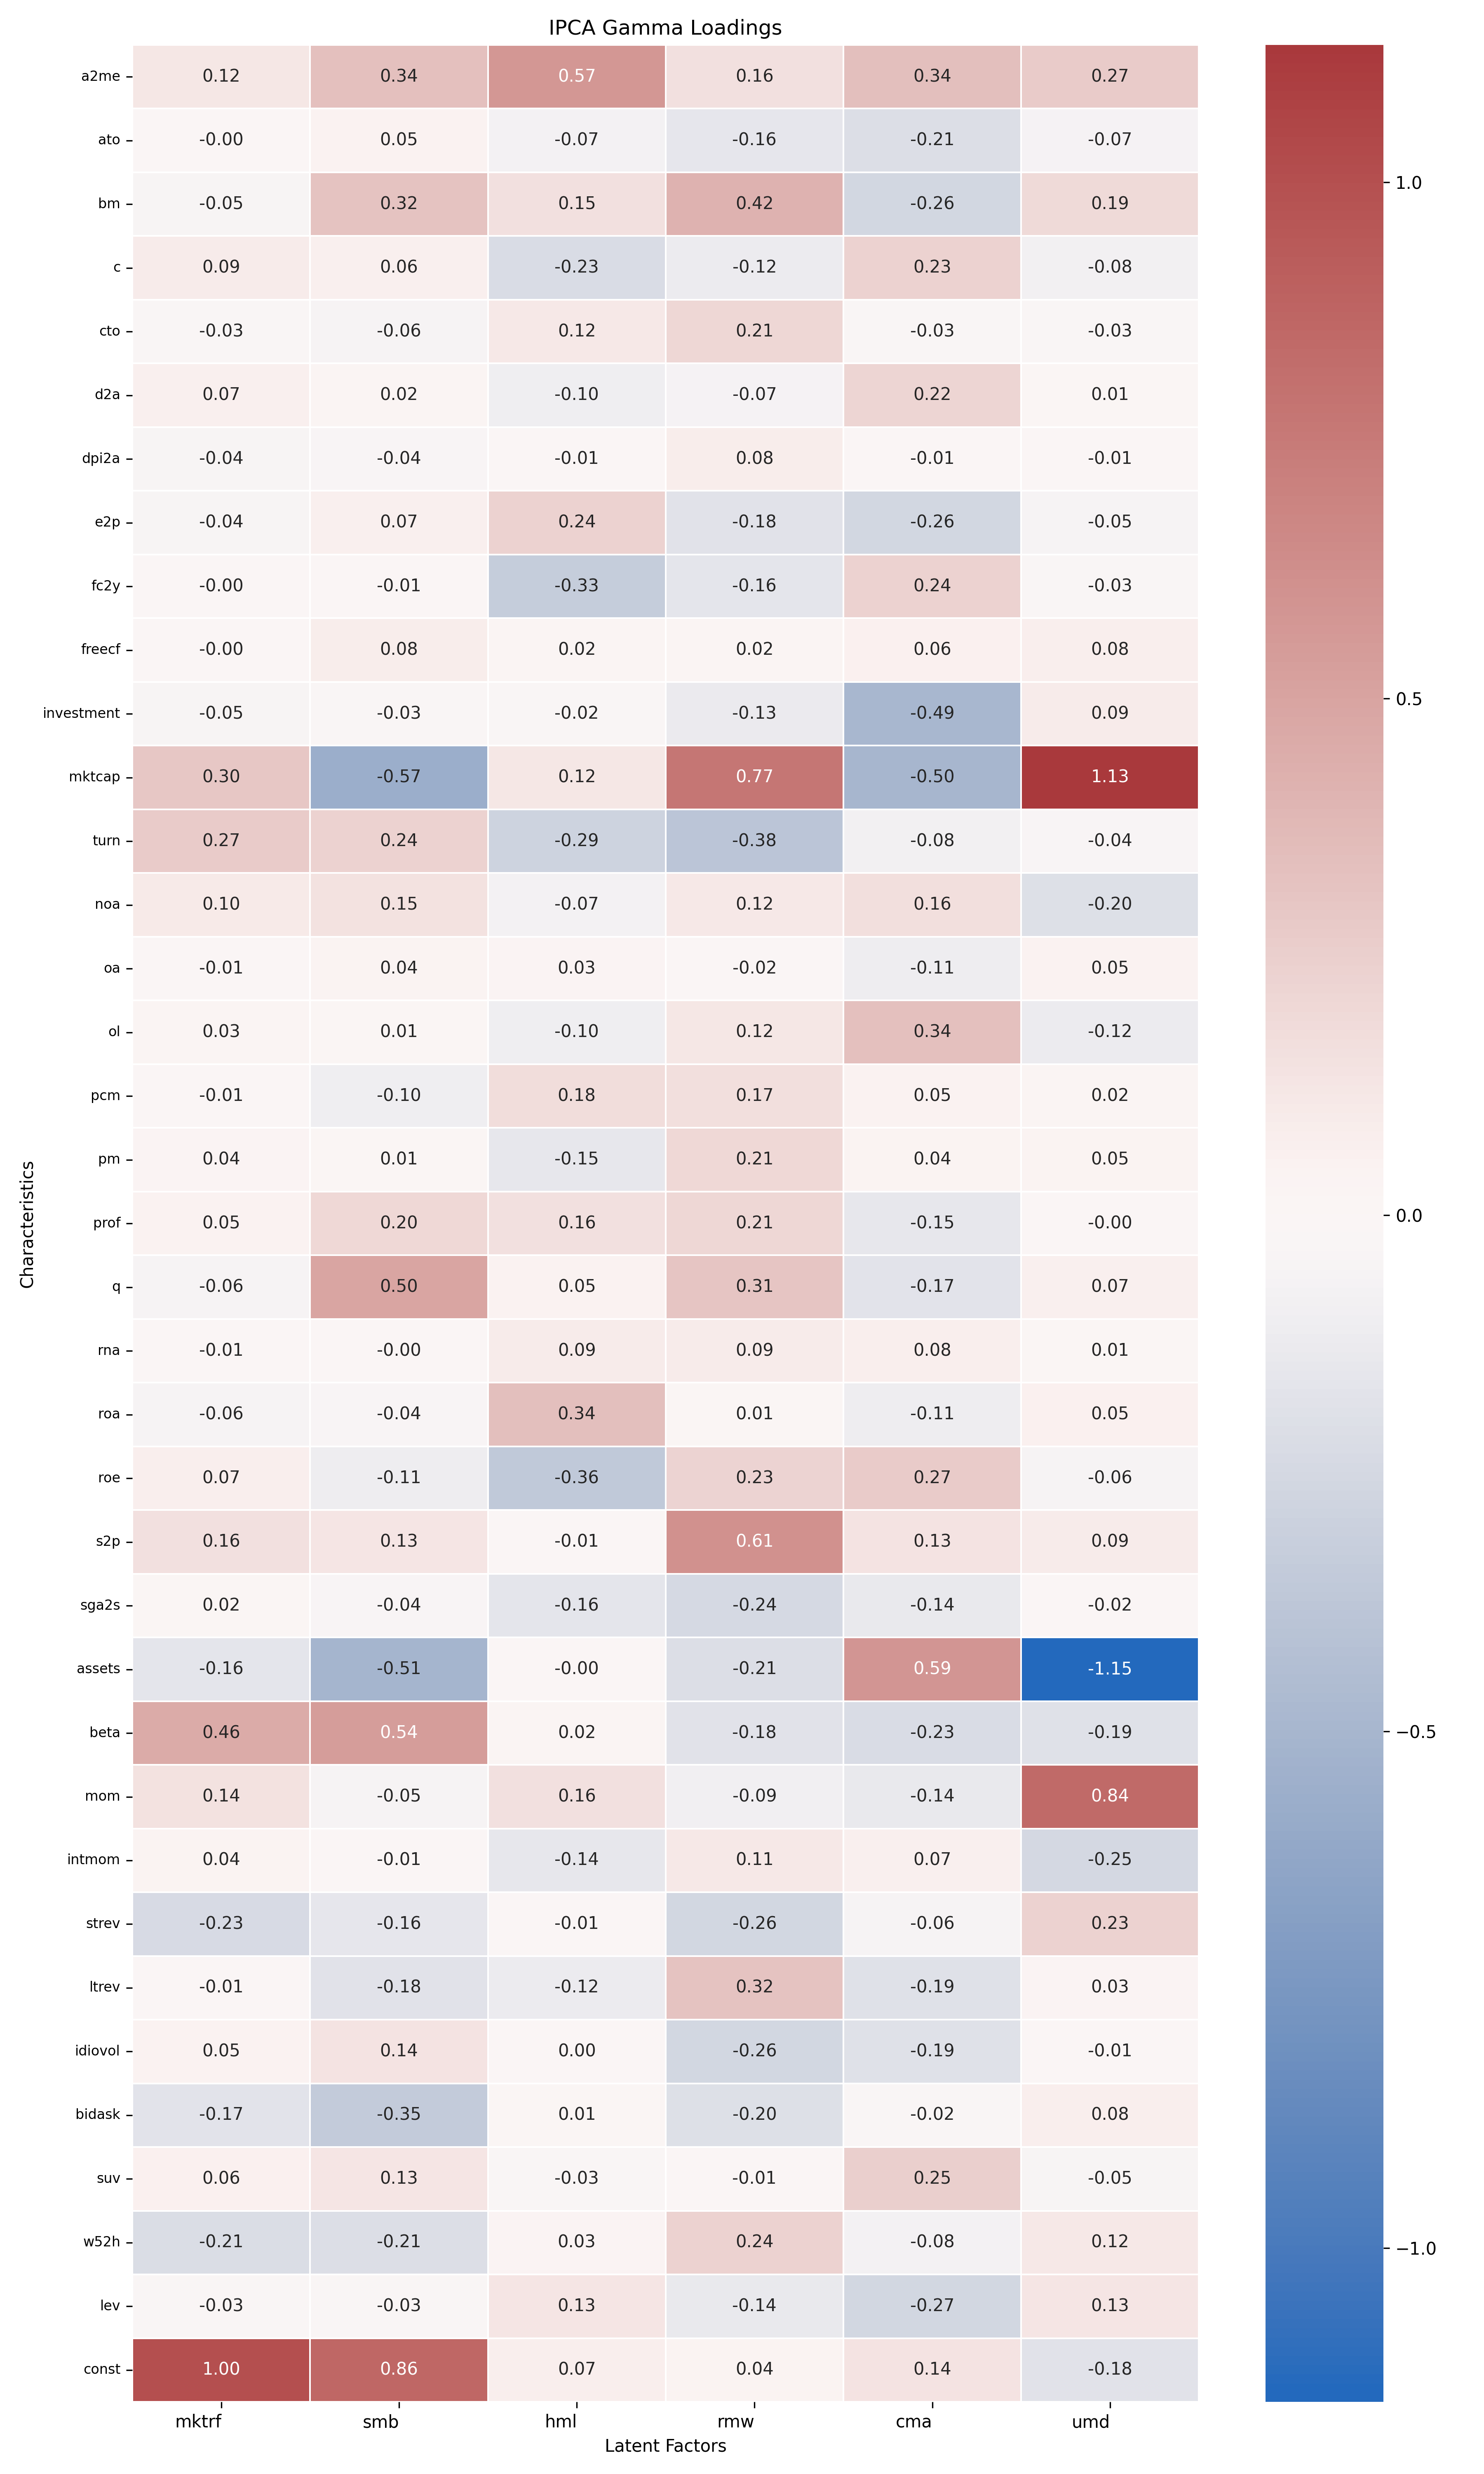 IPCA Gamma Loadings
a2me 0.12 0.34 0.57 0.16 0.34 0.27
ato -0.00 0.05 -0.07 -0.16 -0.21 -0.07
bm -0.05 0.32 0.15 0.42 -0.26 0.19
c 0.09 0.06 -0.23 -0.12 0.23 -0.08
cto -0.03 -0.06 0.12 0.21 -0.03 -0.03
d2a 0.07 0.02 -0.10 -0.07 0.22 0.01
dpi2a -0.04 -0.04 -0.01 0.08 -0.01 -0.01
e2p -0.04 0.07 0.24 -0.18 -0.26 -0.05
fc2y -0.00 -0.01 -0.33 -0.16 0.24 -0.03
freecf -0.00 0.08 0.02 0.02 0.06 0.08
investment -0.05 -0.03 -0.02 -0.13 -0.49 0.09
mktcap 0.30 -0.57 0.12 0.77 -0.50 1.13
turn 0.27 0.24 -0.29 -0.38 -0.08 -0.04
noa 0.10 0.15 -0.07 0.12 0.16 -0.20
oa -0.01 0.04 0.03 -0.02 -0.11 0.05
ol 0.03 0.01 -0.10 0.12 0.34 -0.12
pcm -0.01 -0.10 0.18 0.17 0.05 0.02
pm 0.04 0.01 -0.15 0.21 0.04 0.05
prof 0.05 0.20 0.16 0.21 -0.15 -0.00
q -0.06 0.50 0.05 0.31 -0.17 0.07
rna -0.01 -0.00 0.09 0.09 0.08 0.01
roa -0.06 -0.04 0.34 0.01 -0.11 0.05
roe 0.07 -0.11 -0.36 0.23 0.27 -0.06
s2p 0.16 0.13 -0.01 0.61 0.13 0.09
sga2s 0.02 -0.04 -0.16 -0.24 -0.14 -0.02
assets -0.16 -0.51 -0.00 -0.21 0.59 -1.15
beta 0.46 0.54 0.02 -0.18 -0.23 -0.19
mom 0.14 -0.05 0.16 -0.09 -0.14 0.84
intmom 0.04 -0.01 -0.14 0.11 0.07 -0.25
strev -0.23 -0.16 -0.01 -0.26 -0.06 0.23
ltrev -0.01 -0.18 -0.12 0.32 -0.19 0.03
idiovol 0.05 0.14 0.00 -0.26 -0.19 -0.01
bidask -0.17 -0.35 0.01 -0.20 -0.02 0.08
suv 0.06 0.13 -0.03 -0.01 0.25 -0.05
w52h -0.21 -0.21 0.03 0.24 -0.08 0.12
lev -0.03 -0.03 0.13 -0.14 -0.27 0.13
const 1.00 0.86 0.07 0.04 0.14 -0.18
mktrf smb hml rmw cma umd
Latent Factors
Characteristics
1.0
0.5
0.0
−0.5
−1.0